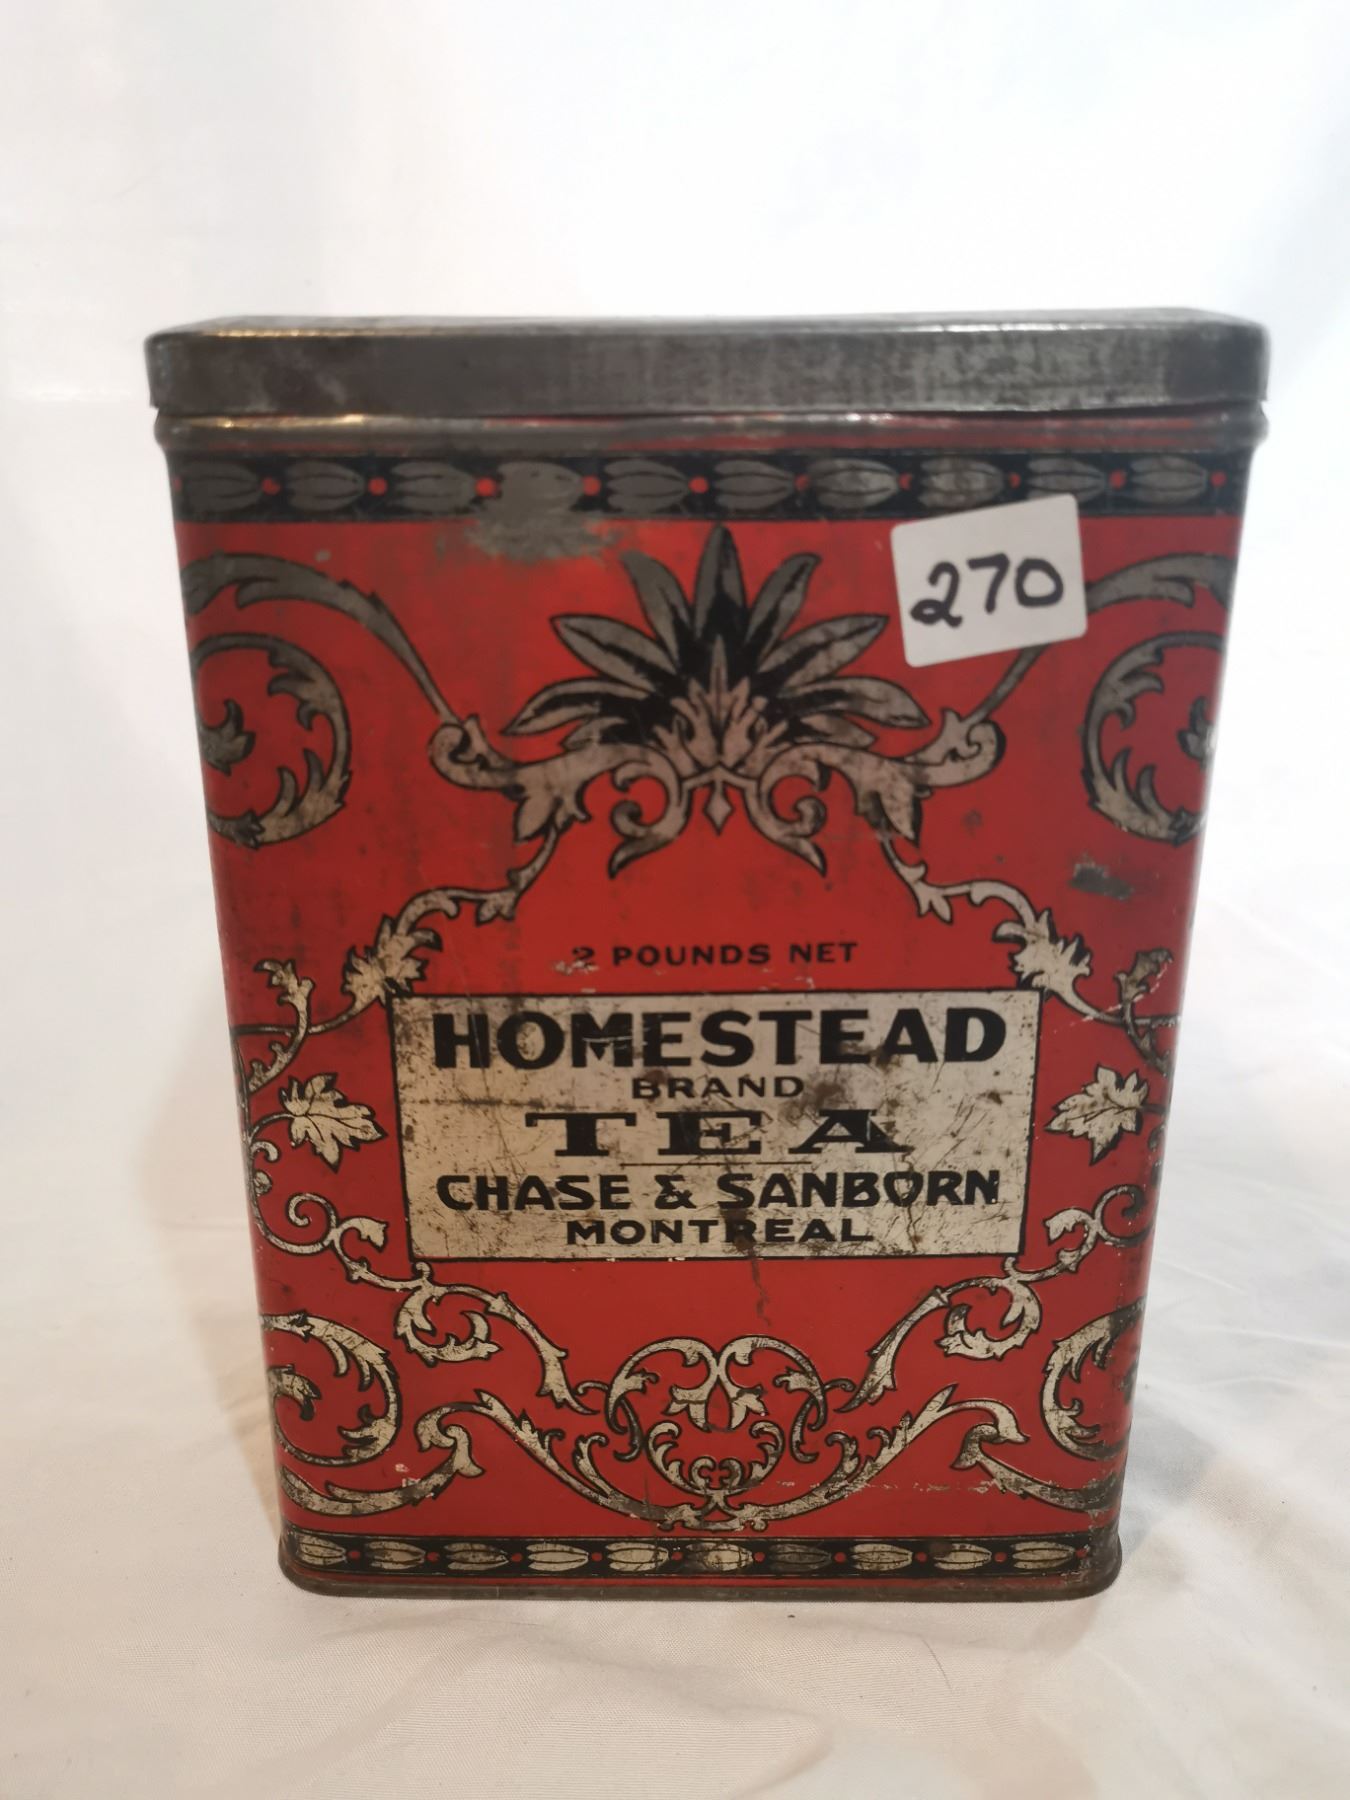 270
2 POUNDS NET
HOMESTEAD
BRAND
TEA
CHASE & SANBORN
MONTREAL